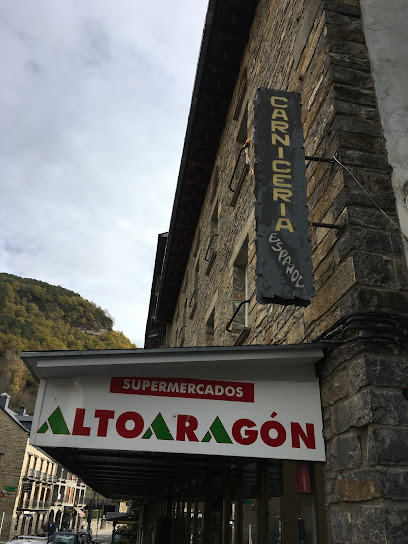 CARNICERIA
ESPAÑOL
SUPERMERCADOS
ALTOARAGÓN